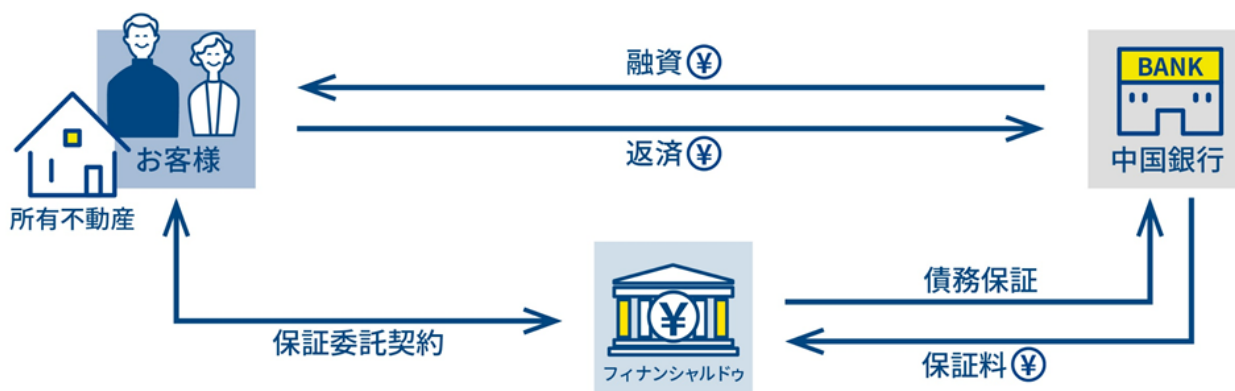 融資¥
BANK
返済¥
お客様
中国銀行
所有不動産
債務保証
¥
保証委託契約
フィナンシャルドゥ
保証料¥